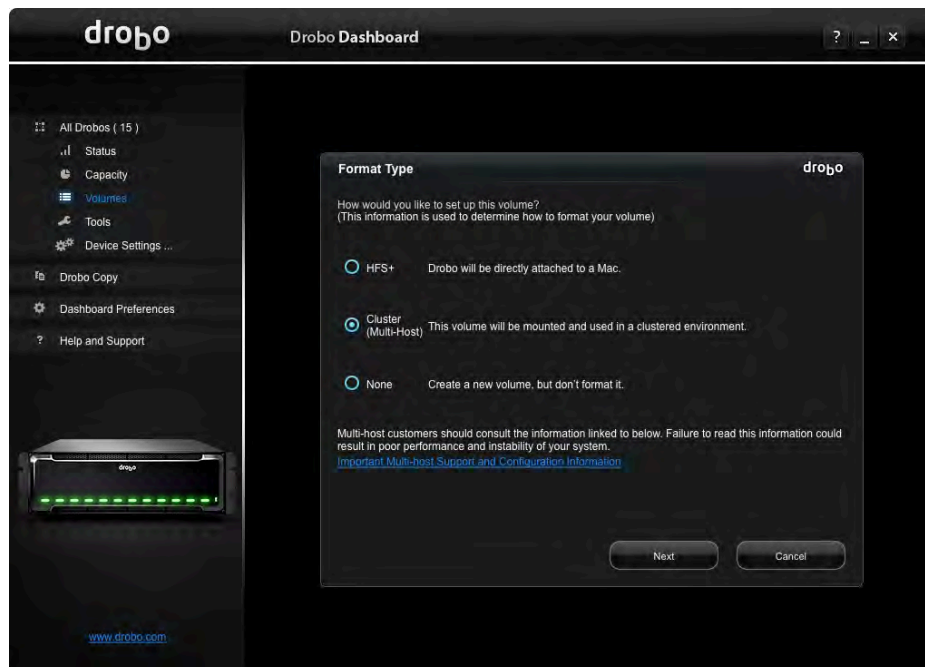 drobo
Drobo Dashboard
? _ ×
All Drobos ( 15 )
Status
Capacity
Volumes
Tools
Device Settings ...
Drobo Copy
Dashboard Preferences
? Help and Support
drobo
www.drobo.com
Format Type
drobo
How would you like to set up this volume?
(This information is used to determine how to format your volume)
HFS+ Drobo will be directly attached to a Mac.
Cluster
(Multi-Host) This volume will be mounted and used in a clustered environment.
None Create a new volume, but don't format it.
Multi-host customers should consult the information linked to below. Failure to read this information could
result in poor performance and instability of your system.
Important Multi-host Support and Configuration Information
Next
Cancel